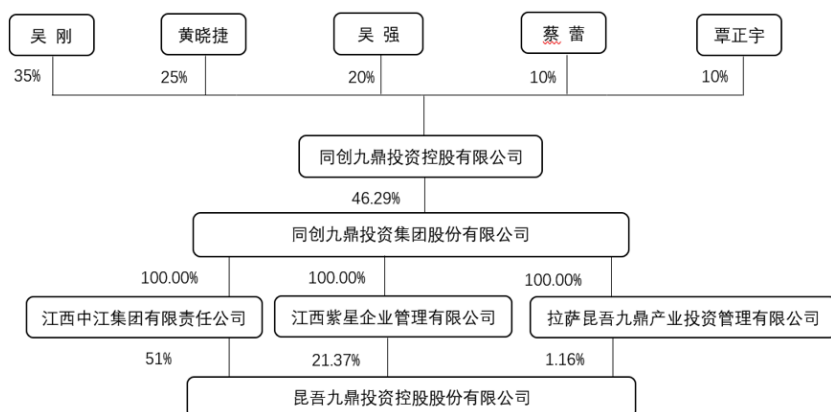 吴 刚
黄晓捷
吴 强
蔡 蕾
覃正宇
35%
25%
20%
10%
10%
同创九鼎投资控股有限公司
46.29%
同创九鼎投资集团股份有限公司
100.00%
100.00%
100.00%
江西中江集团有限责任公司
江西紫星企业管理有限公司
拉萨昆吾九鼎产业投资管理有限公司
51%
21.37%
1.16%
昆吾九鼎投资控股股份有限公司